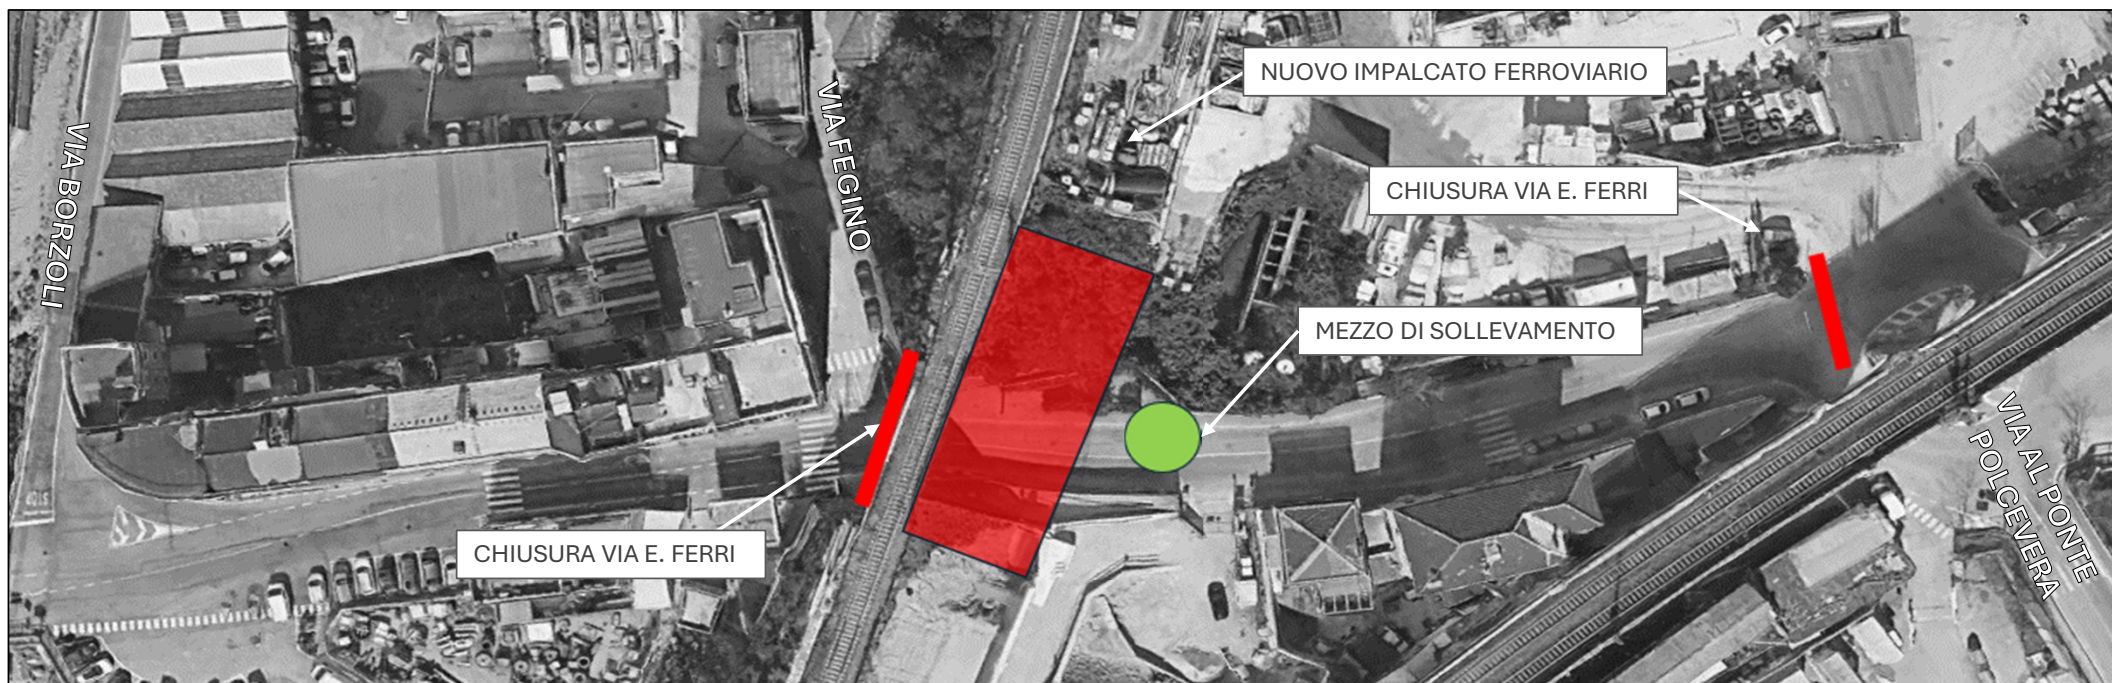 NUOVO IMPALCATO FERROVIARIO
VIA BORZOLI
VIA FEGINO
CHIUSURA VIA E. FERRI
MEZZO DI SOLLEVAMENTO
VIA AL PONTE
POLCEVERA
STOP
CHIUSURA VIA E. FERRI